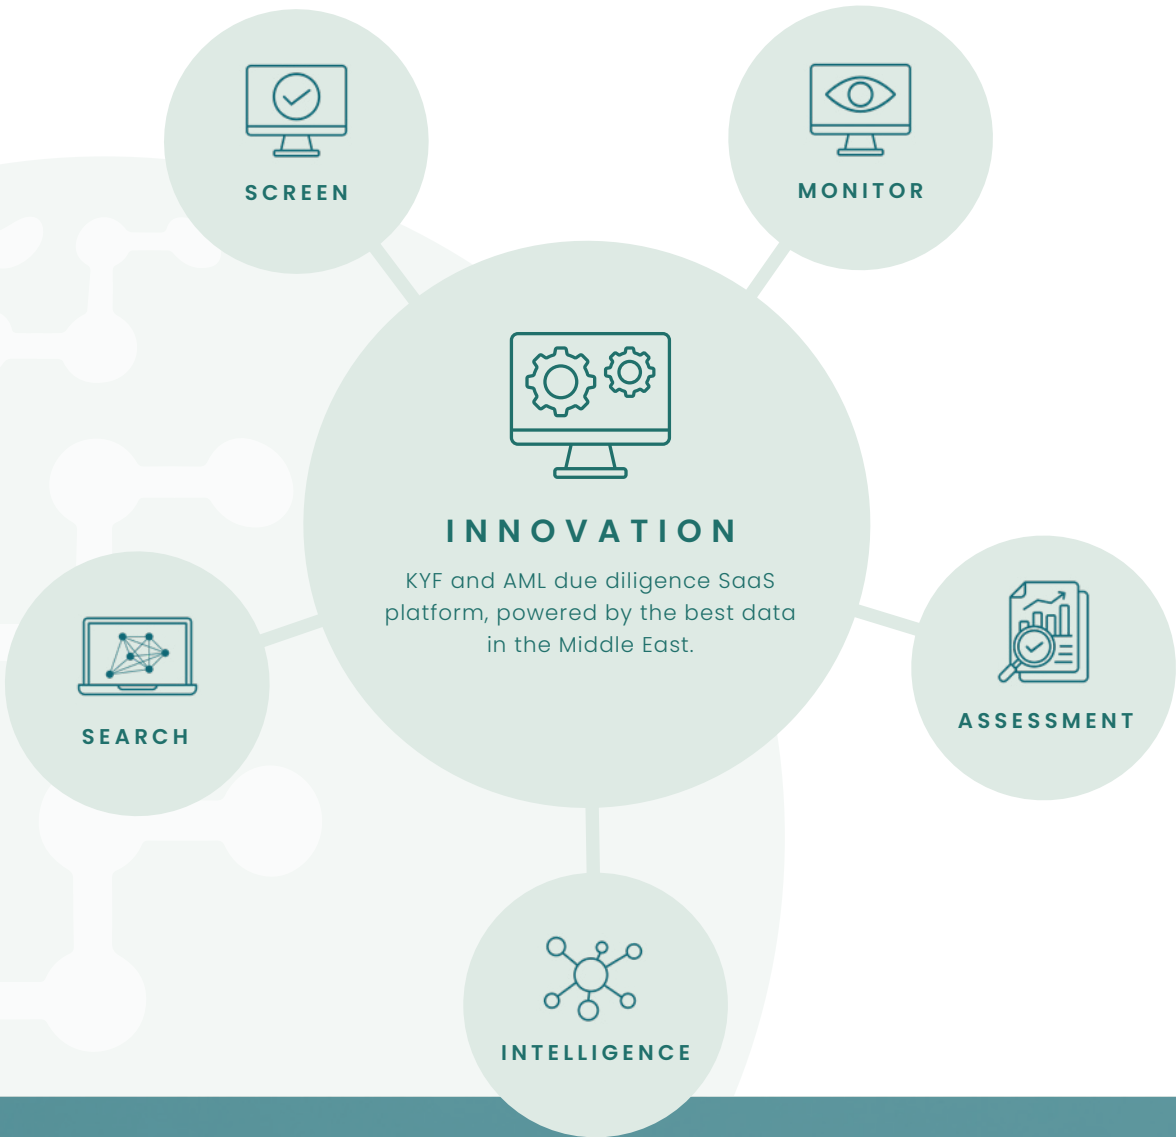 SCREEN
MONITOR
INNOVATION
KYF and AML due diligence SaaS
platform, powered by the best data
in the Middle East.
SEARCH
ASSESSMENT
INTELLIGENCE